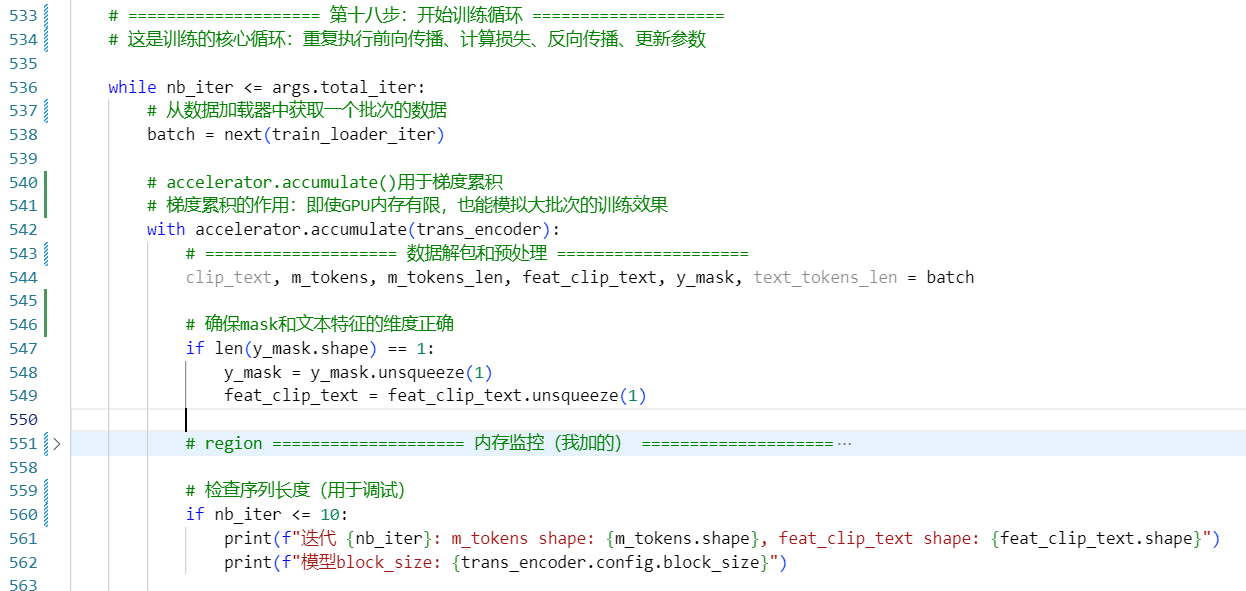 533 # ==================== 第十八步：开始训练循环 ====================
534 # 这是训练的核心循环：重复执行前向传播、计算损失、反向传播、更新参数
535
536 while nb_iter <= args.total_iter:
537 # 从数据加载器中获取一个批次的数据
538 batch = next(train_loader_iter)
539
540 # accelerator.accumulate()用于梯度累积
541 # 梯度累积的作用：即使GPU内存有限，也能模拟大批次的训练效果
542 with accelerator.accumulate(trans_encoder):
543 # ==================== 数据解包和预处理 ====================
544 clip_text, m_tokens, m_tokens_len, feat_clip_text, y_mask, text_tokens_len = batch
545
546 # 确保mask和文本特征的维度正确
547 if len(y_mask.shape) == 1:
548 y_mask = y_mask.unsqueeze(1)
549 feat_clip_text = feat_clip_text.unsqueeze(1)
550
551 # region ==================== 内存监控（我加的） ====================…
558
559 # 检查序列长度（用于调试）
560 if nb_iter <= 10:
561 print(f"迭代 {nb_iter}: m_tokens shape: {m_tokens.shape}, feat_clip_text shape: {feat_clip_text.shape}")
562 print(f"模型block_size: {trans_encoder.config.block_size}")
563